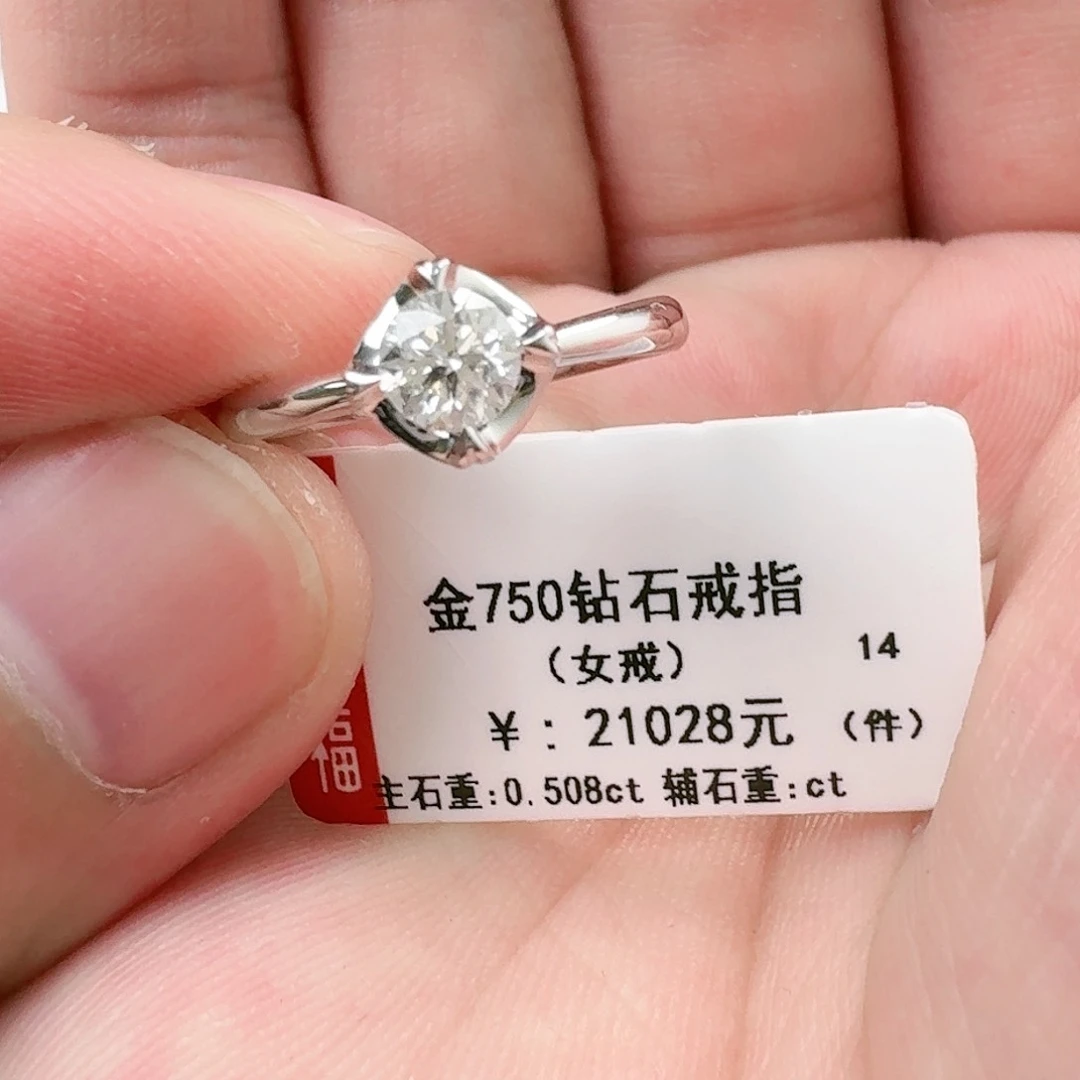 金750钻石戒指
(女戒) 14
¥:21028元 (件)
主石重:0.508ct 辅石重:ct
福